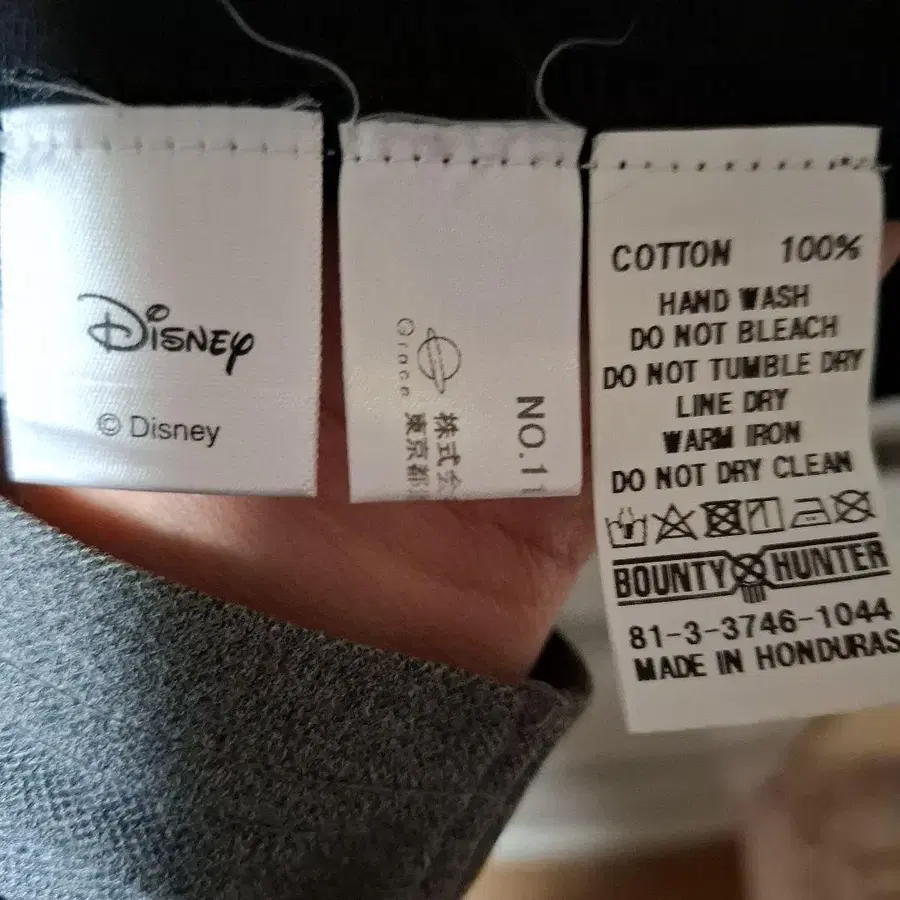 Disney
© Disney
Grace
株式会
東京都
NO.11
COTTON 100%
HAND WASH
DO NOT BLEACH
DO NOT TUMBLE DRY
LINE DRY
WARM IRON
DO NOT DRY CLEAN
BOUNTY HUNTER
81-3-3746-1044
MADE IN HONDURAS